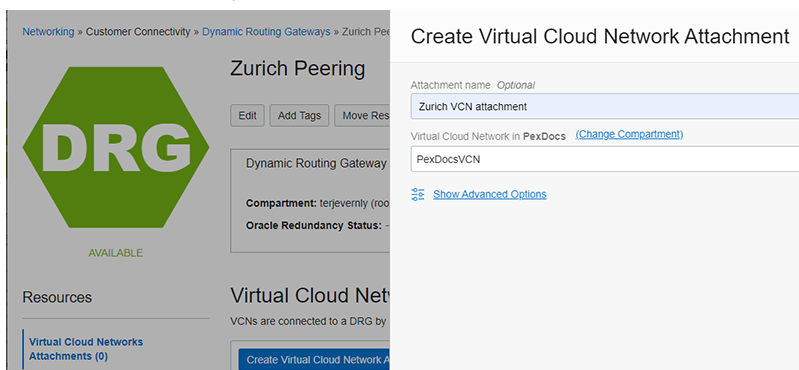 Networking » Customer Connectivity » Dynamic Routing Gateways » Zurich Pee
Zurich Peering
Edit Add Tags Move Res
DRG
Dynamic Routing Gateway
Compartment: terjevernly (roo
Oracle Redundancy Status: -
AVAILABLE
Resources
Virtual Cloud Networks
Attachments (0)
Virtual Cloud Net
VCNs are connected to a DRG by
Create Virtual Cloud Network A
Create Virtual Cloud Network Attachment
Attachment name Optional
Zurich VCN attachment
Virtual Cloud Network in PexDocs (Change Compartment)
PexDocsVCN
Show Advanced Options